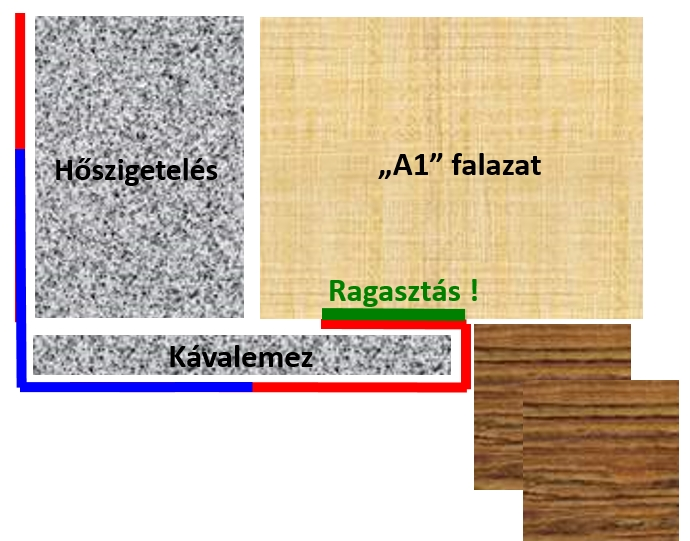 Hőszigetelés
„A1” falazat
Ragasztás !
Kávalemez